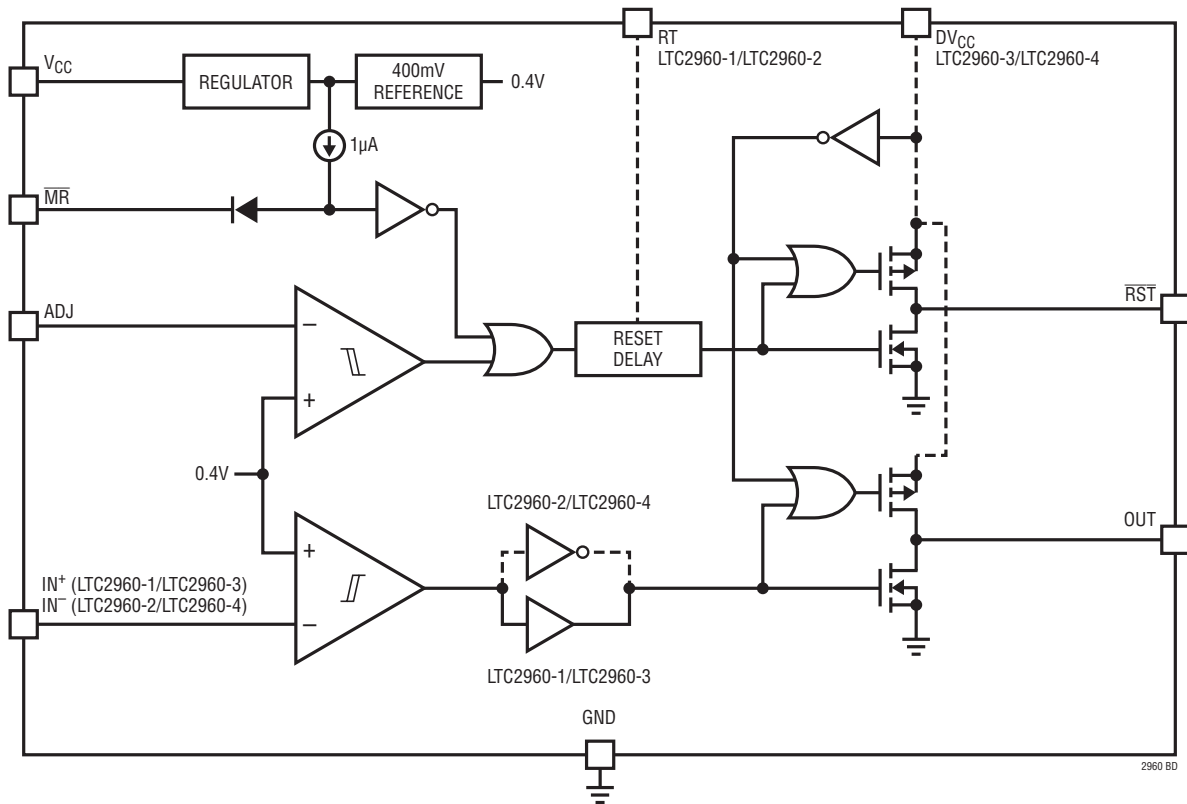 RT
LTC2960-1/LTC2960-2
DVCC
LTC2960-3/LTC2960-4
VCC
REGULATOR
400mV
REFERENCE
0.4V
1µA
M̅R̅
ADJ
−
+
RESET
DELAY
R̅S̅T̅
0.4V
LTC2960-2/LTC2960-4
OUT
+
IN+ (LTC2960-1/LTC2960-3)
IN− (LTC2960-2/LTC2960-4)
−
LTC2960-1/LTC2960-3
GND
2960 BD